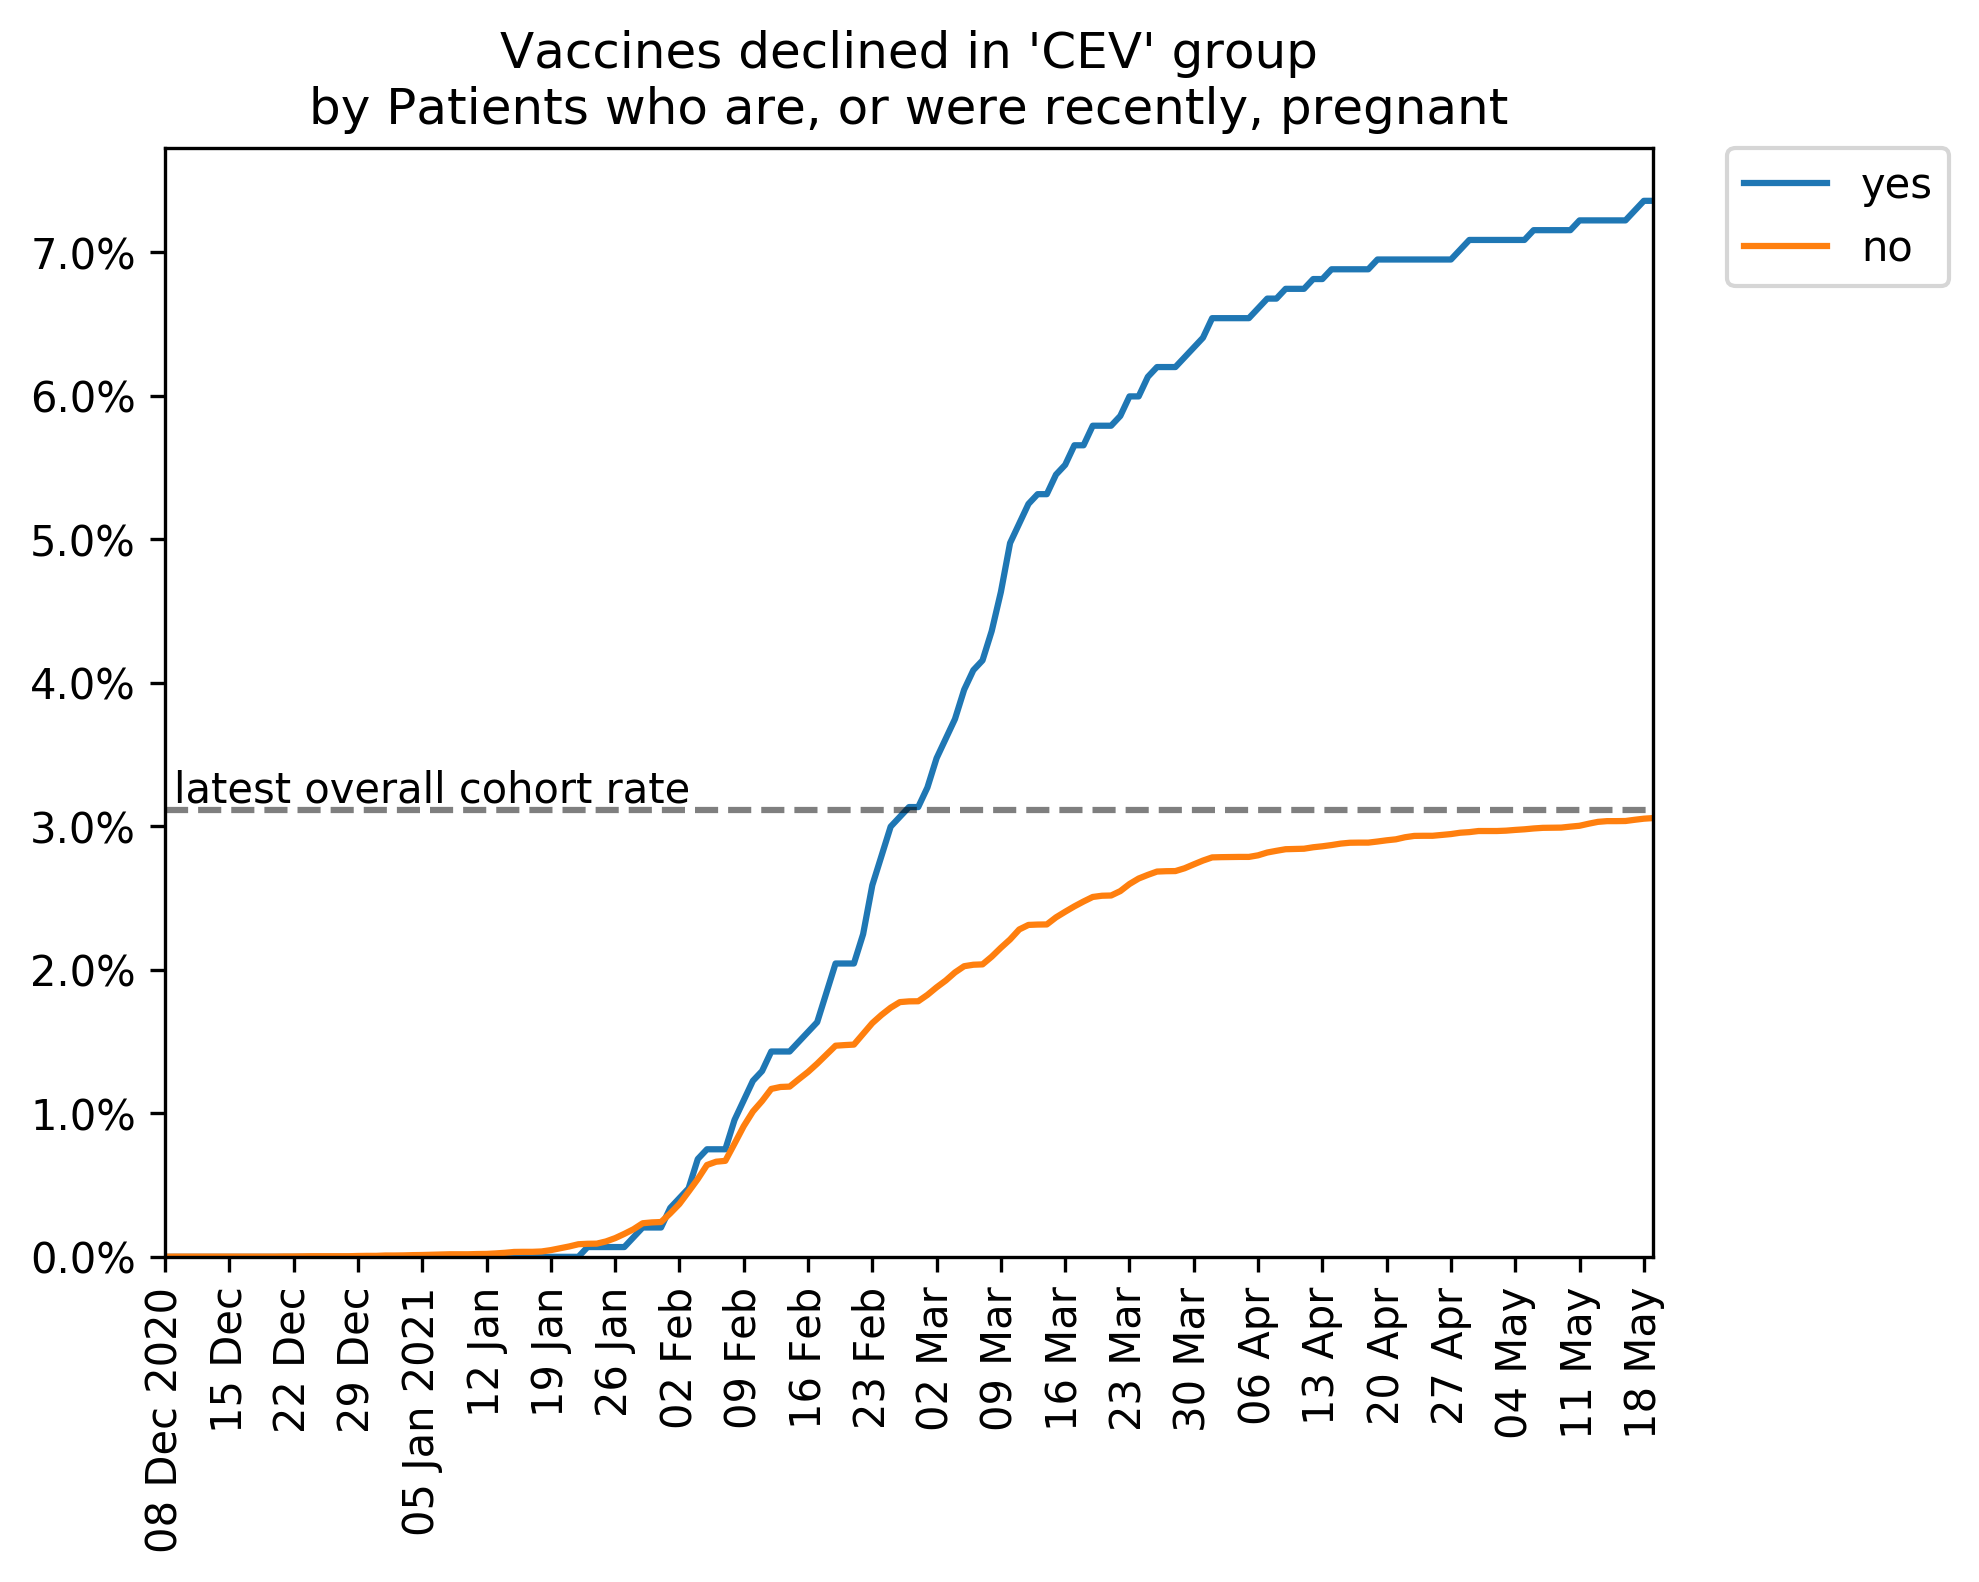 Vaccines declined in 'CEV' group
by Patients who are, or were recently, pregnant
yes
no
7.0%
6.0%
5.0%
4.0%
latest overall cohort rate
3.0%
2.0%
1.0%
0.0%
08 Dec 2020
15 Dec
22 Dec
29 Dec
05 Jan 2021
12 Jan
19 Jan
26 Jan
02 Feb
09 Feb
16 Feb
23 Feb
02 Mar
09 Mar
16 Mar
23 Mar
30 Mar
06 Apr
13 Apr
20 Apr
27 Apr
04 May
11 May
18 May